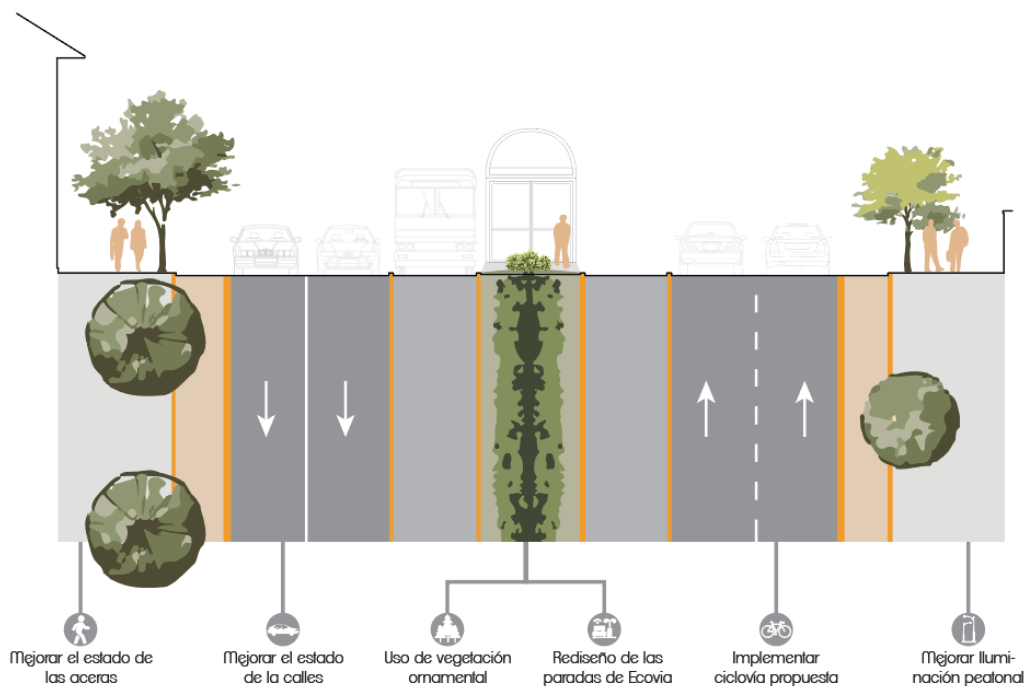 Mejorar el estado de
las aceras
Mejorar el estado
de la calles
Uso de vegetación
ornamental
Rediseño de las
paradas de Ecovia
Implementar
ciclovía propuesta
Mejorar Ilumi-
nación peatonal